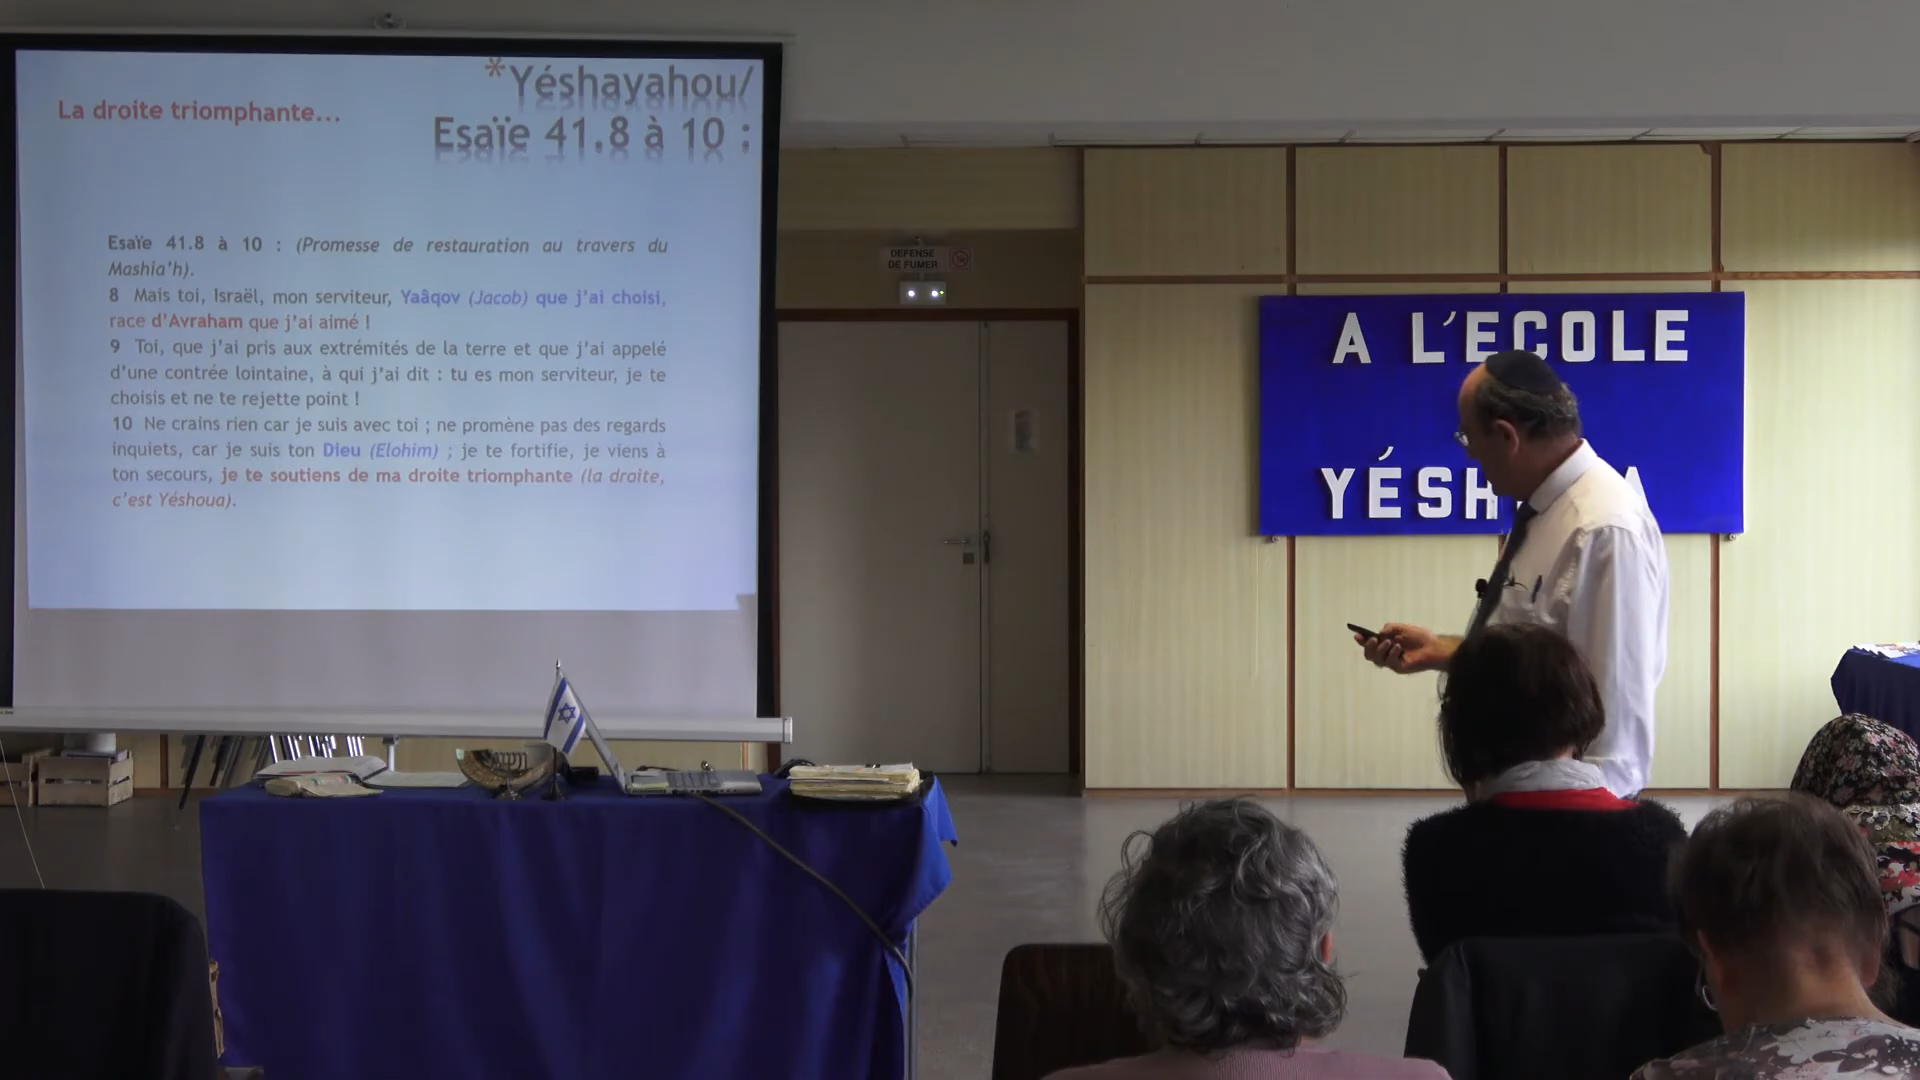 La droite triomphante...
*Yéshayahou/
Esaïe 41.8 à 10 :
Esaïe 41.8 à 10 : (Promesse de restauration au travers du
Mashia'h).
8 Mais toi, Israël, mon serviteur, Yaâqov (Jacob) que j'ai choisi,
race d'Avraham que j'ai aimé !
9 Toi, que j'ai pris aux extrémités de la terre et que j'ai appelé
d'une contrée lointaine, à qui j'ai dit : tu es mon serviteur, je te
choisis et ne te rejette point !
10 Ne crains rien car je suis avec toi ; ne promène pas des regards
inquiets, car je suis ton Dieu (Elohim) ; je te fortifie, je viens à
ton secours, je te soutiens de ma droite triomphante (la droite,
c'est Yéshoua).
DEFENSE
DE FUMER
A L'ECOLE
YÉSH A